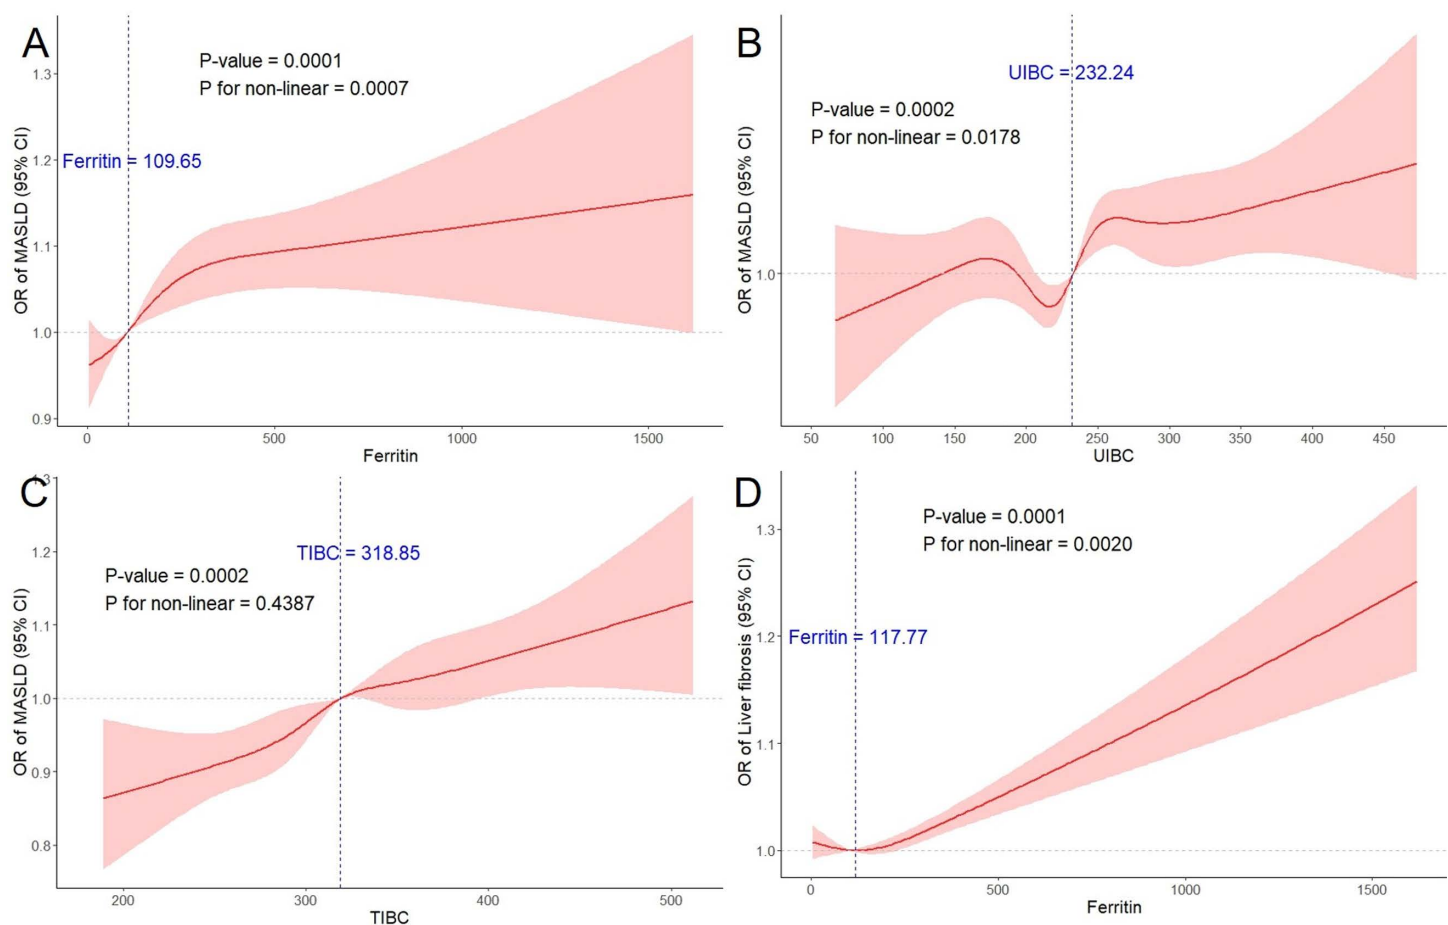 A
P-value = 0.0001
P for non-linear = 0.0007
Ferritin = 109.65
OR of MASLD (95% CI)
1.3
1.2
1.1
1.0
0.9
0 500 1000 1500
Ferritin
B
UIBC = 232.24
P-value = 0.0002
P for non-linear = 0.0178
OR of MASLD (95% CI)
1.0
50 100 150 200 250 300 350 400 450
UIBC
C
TIBC = 318.85
P-value = 0.0002
P for non-linear = 0.4387
OR of MASLD (95% CI)
1.3
1.2
1.1
1.0
0.9
0.8
200 300 400 500
TIBC
D
P-value = 0.0001
P for non-linear = 0.0020
Ferritin = 117.77
OR of Liver fibrosis (95% CI)
1.3
1.2
1.1
1.0
0 500 1000 1500
Ferritin